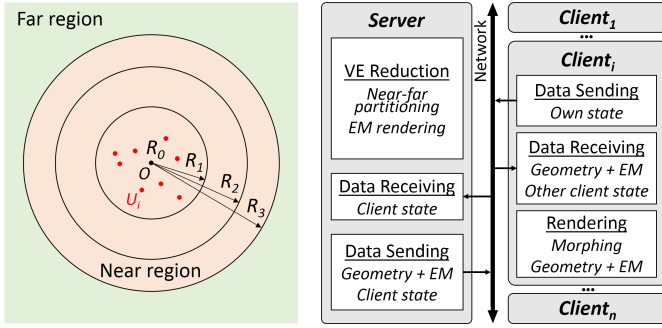 Far region
R0
R1
R2
R3
O
Ui
Near region
Server
VE Reduction
Near-far
partitioning
EM rendering
Data Receiving
Client state
Data Sending
Geometry + EM
Client state
Network
Client1
...
Clienti
Data Sending
Own state
Data Receiving
Geometry + EM
Other client state
Rendering
Morphing
Geometry + EM
...
Clientn